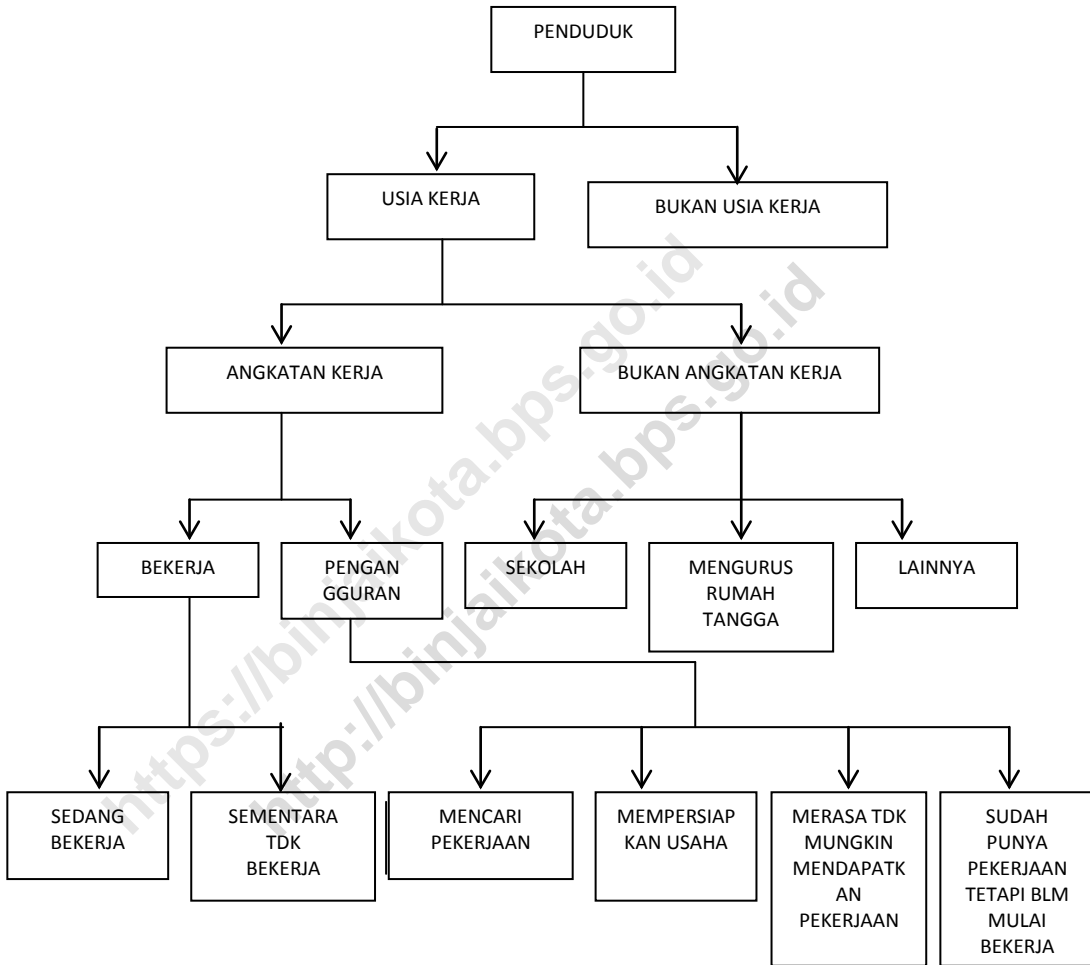 PENDUDUK
USIA KERJA
BUKAN USIA KERJA
ANGKATAN KERJA
BUKAN ANGKATAN KERJA
BEKERJA
PENGAN
GGURAN
SEKOLAH
MENGURUS
RUMAH
TANGGA
LAINNYA
SEDANG
BEKERJA
SEMENTARA
TDK
BEKERJA
MENCARI
PEKERJAAN
MEMPERSIAP
KAN USAHA
MERASA TDK
MUNGKIN
MENDAPATK
AN
PEKERJAAN
SUDAH
PUNYA
PEKERJAAN
TETAPI BLM
MULAI
BEKERJA
https://binjaikota.bps.go.id
http://binjaikota.bps.go.id